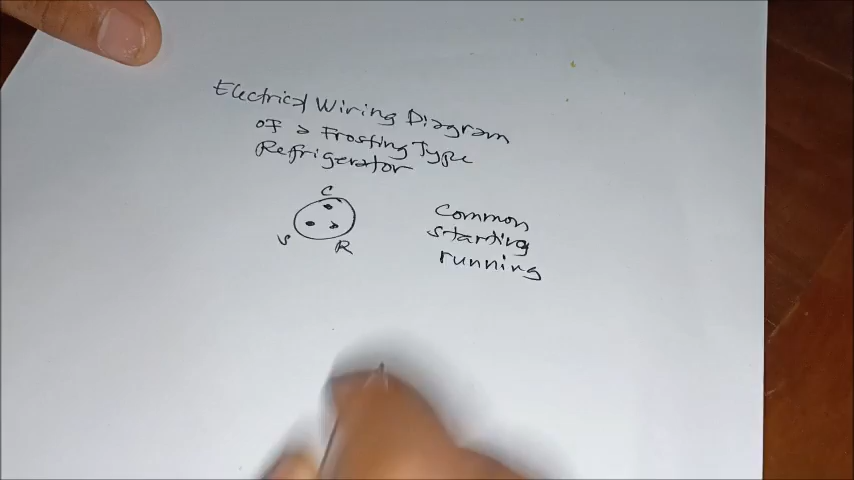 Electrical Wiring Diagram
of a Frosting Type
Refrigerator
C
S
R
Common
starting
running